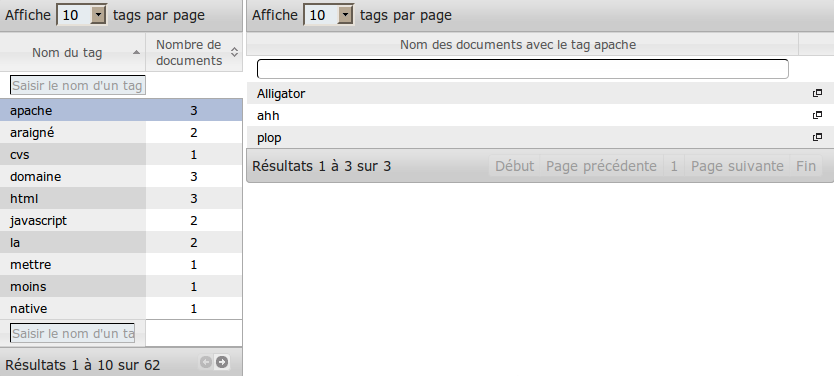 Affiche 10 tags par page
Nom du tag
Nombre de
documents
Saisir le nom d'un tag
apache 3
araigné 2
cvs 1
domaine 3
html 3
javascript 2
la 2
mettre 1
moins 1
native 1
Saisir le nom d'un ta
Résultats 1 à 10 sur 62
Affiche 10 tags par page
Nom des documents avec le tag apache
Alligator
ahh
plop
Résultats 1 à 3 sur 3 Début Page précédente 1 Page suivante Fin